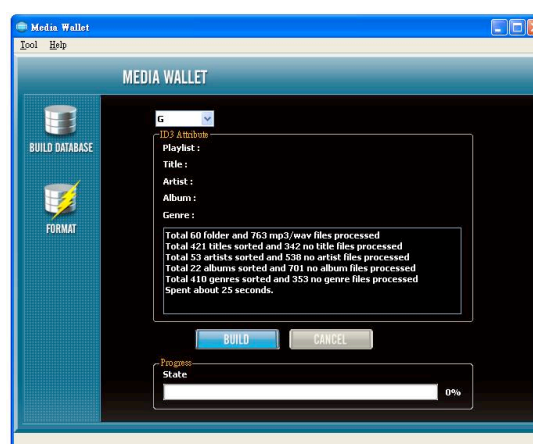 Media Wallet
Tool Help
MEDIA WALLET
BUILD DATABASE
FORMAT
G
ID3 Attribute
Playlist :
Title :
Artist :
Album :
Genre :
Total 60 folder and 763 mp3/wav files processed
Total 421 titles sorted and 342 no title files processed
Total 53 artists sorted and 538 no artist files processed
Total 22 albums sorted and 701 no album files processed
Total 410 genres sorted and 353 no genre files processed
Spent about 25 seconds.
BUILD CANCEL
Progress
State
0%